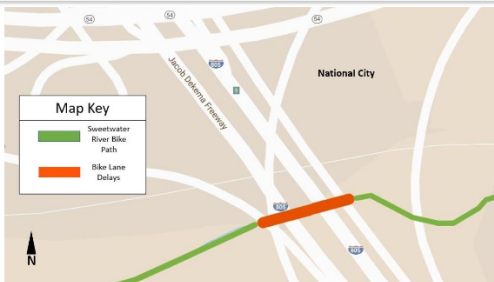 54
54
54
805
Jacob Dekema Freeway
National City
Map Key
Sweetwater
River Bike
Path
Bike Lane
Delays
805
805
N